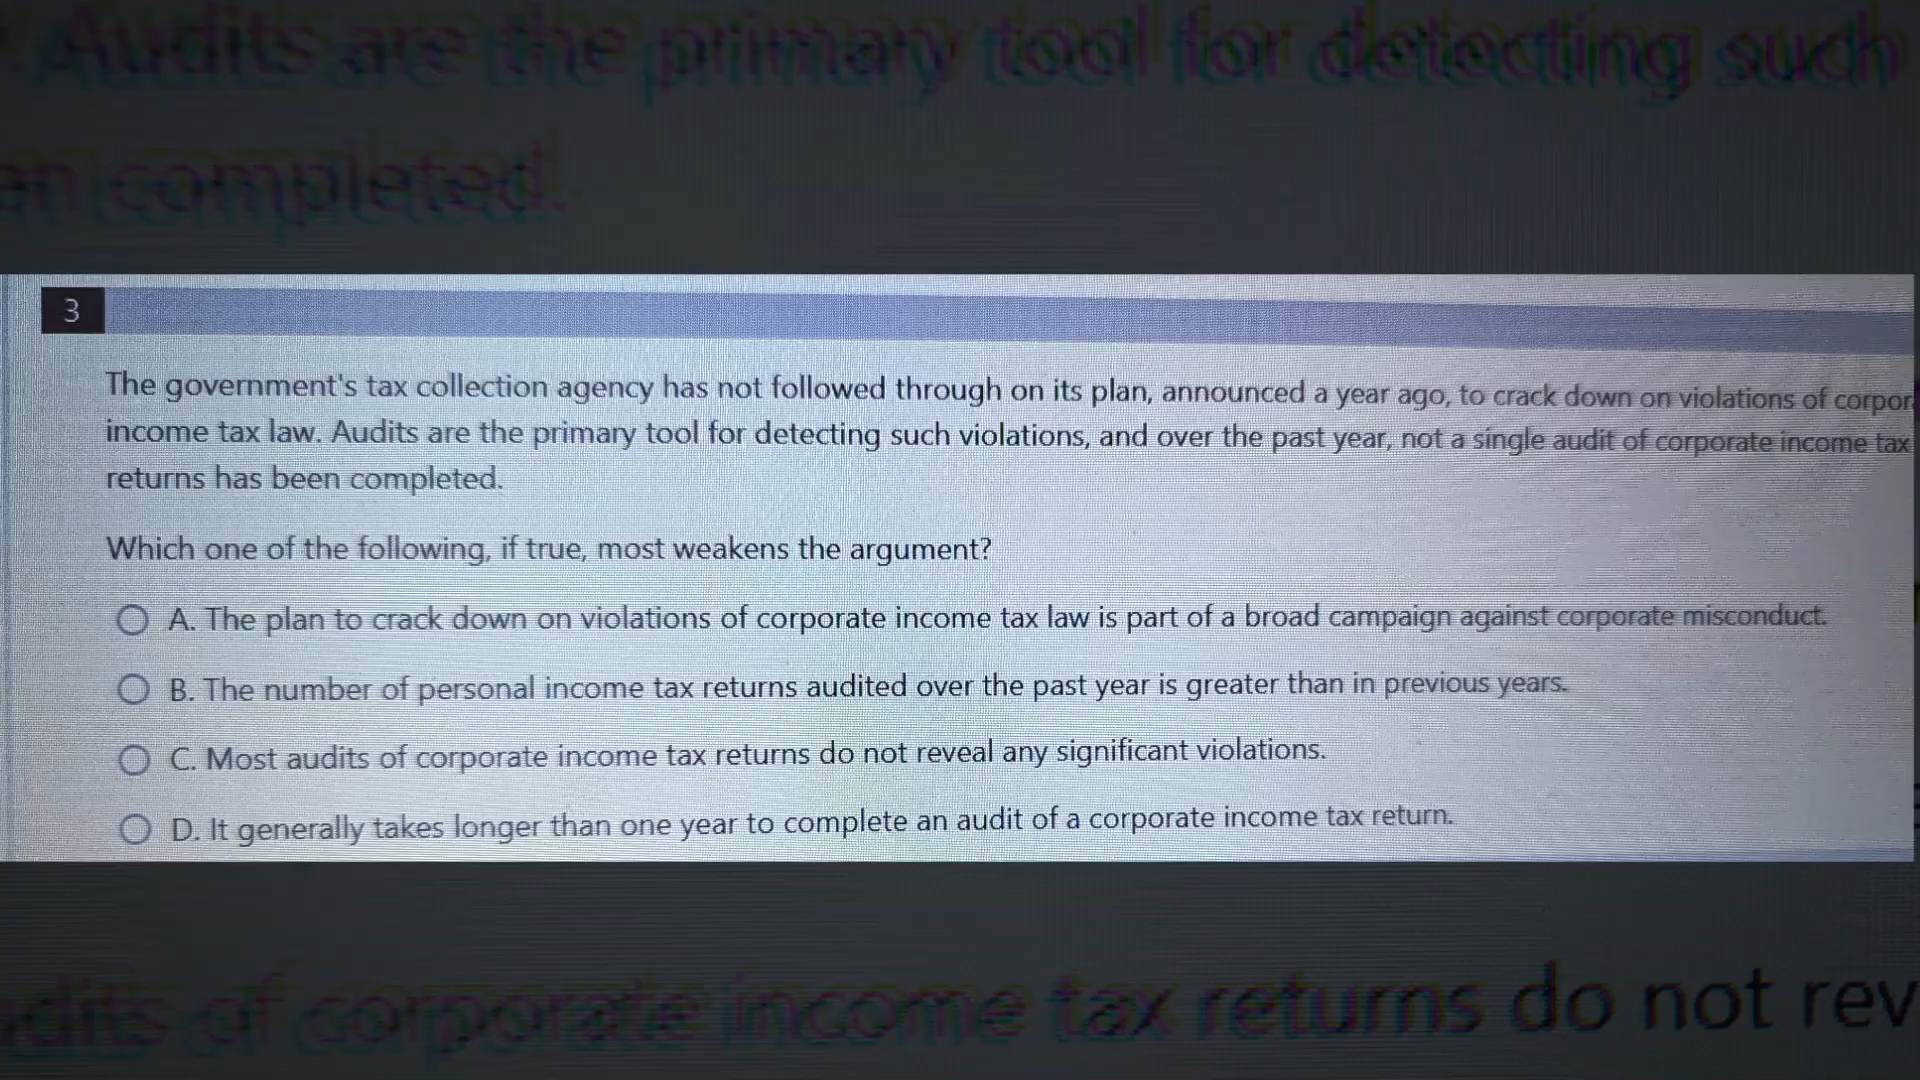 Audits are the primary tool for detecting such
en completed.
3
The government's tax collection agency has not followed through on its plan, announced a year ago, to crack down on violations of corpor
income tax law. Audits are the primary tool for detecting such violations, and over the past year, not a single audit of corporate income tax
returns has been completed.
Which one of the following, if true, most weakens the argument?
A. The plan to crack down on violations of corporate income tax law is part of a broad campaign against corporate misconduct.
B. The number of personal income tax returns audited over the past year is greater than in previous years.
C. Most audits of corporate income tax returns do not reveal any significant violations.
D. It generally takes longer than one year to complete an audit of a corporate income tax return.
dits of corporate income tax returns do not rev